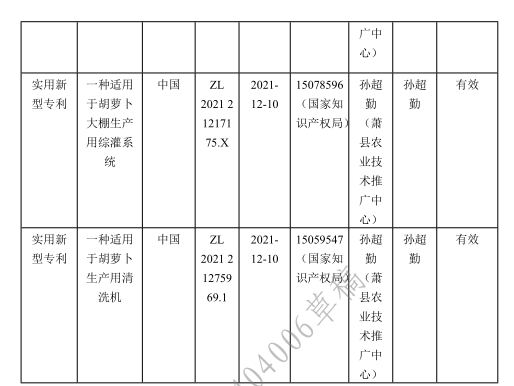 广中
心）
实用新
型专利
一种适用
于胡萝卜
大棚生产
用综灌系
统
中国
ZL
2021 2
12171
75.X
2021-
12-10
15078596
（国家知
识产权局）
孙超
勤
（萧
县农
业技
术推
广中
心）
孙超
勤
有效
实用新
型专利
一种适用
于胡萝卜
生产用清
洗机
中国
ZL
2021 2
12759
69.1
2021-
12-10
15059547
（国家知
识产权局）
孙超
勤
（萧
县农
业技
术推
广中
心）
孙超
勤
有效
404006草稿